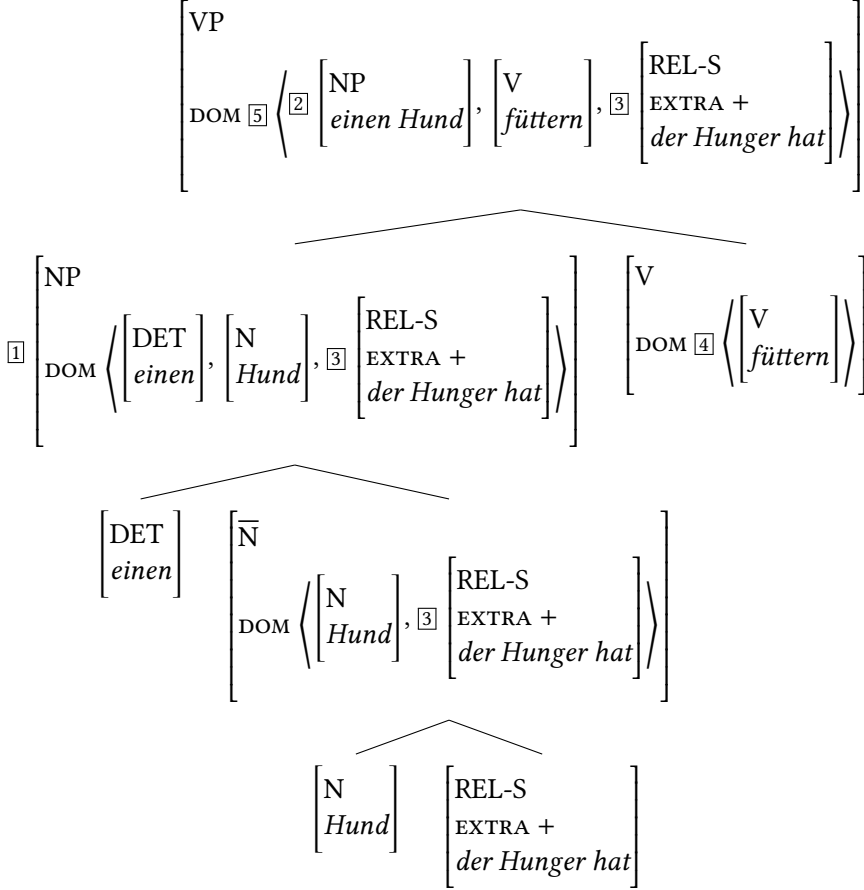 VP
DOM 5 ⟨ 2 [NP einen Hund], [V füttern], 3 [REL-S EXTRA + der Hunger hat] ⟩
1 NP
DOM ⟨ [DET einen], [N Hund], 3 [REL-S EXTRA + der Hunger hat] ⟩
V
DOM 4 ⟨ [V füttern] ⟩
DET
einen
N̅
DOM ⟨ [N Hund], 3 [REL-S EXTRA + der Hunger hat] ⟩
N
Hund
REL-S
EXTRA +
der Hunger hat